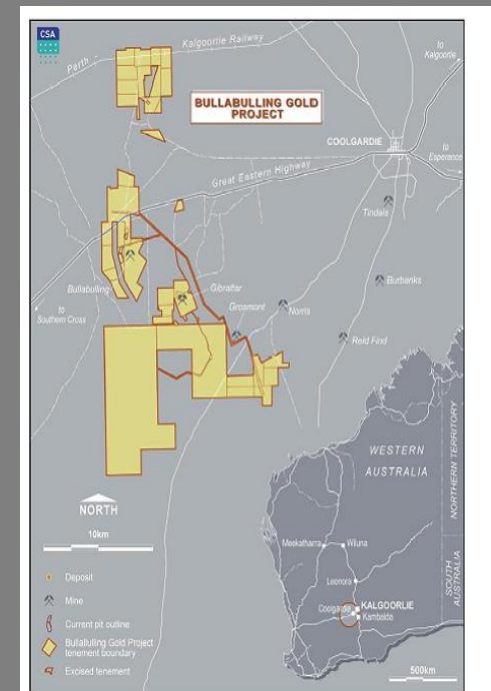 CSA
Perth
Kalgoorlie Railway
to
Kalgoorlie
BULLABULLING GOLD
PROJECT
COOLGARDIE
to
Esperance
Great Eastern Highway
Tindals
Bullabulling
Gibraltar
Burbanks
to
Southern Cross
Grosmont
Norris
Reid Find
NORTH
10km
Deposit
Mine
Current pit outline
Bullabulling Gold Project
tenement boundary
Excised tenement
WESTERN
AUSTRALIA
NORTHERN TERRITORY
SOUTH
AUSTRALIA
Meekatharra
Wiluna
Leonora
Coolgardie
KALGOORLIE
Kambalda
500km